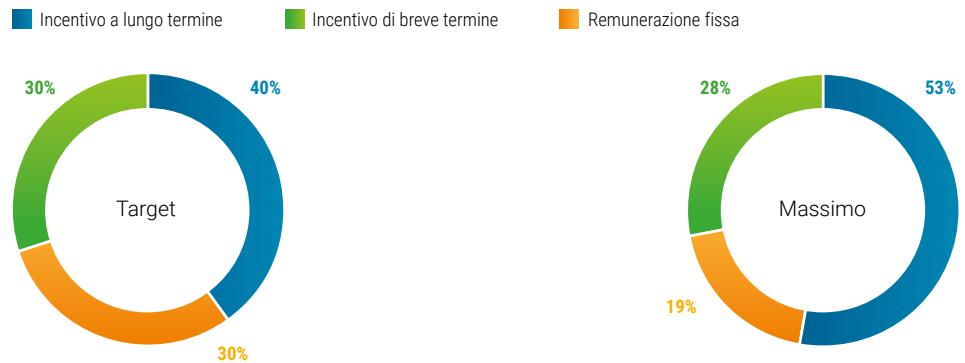 Incentivo a lungo termine
Incentivo di breve termine
Remunerazione fissa
30%
40%
Target
30%
28%
53%
Massimo
19%